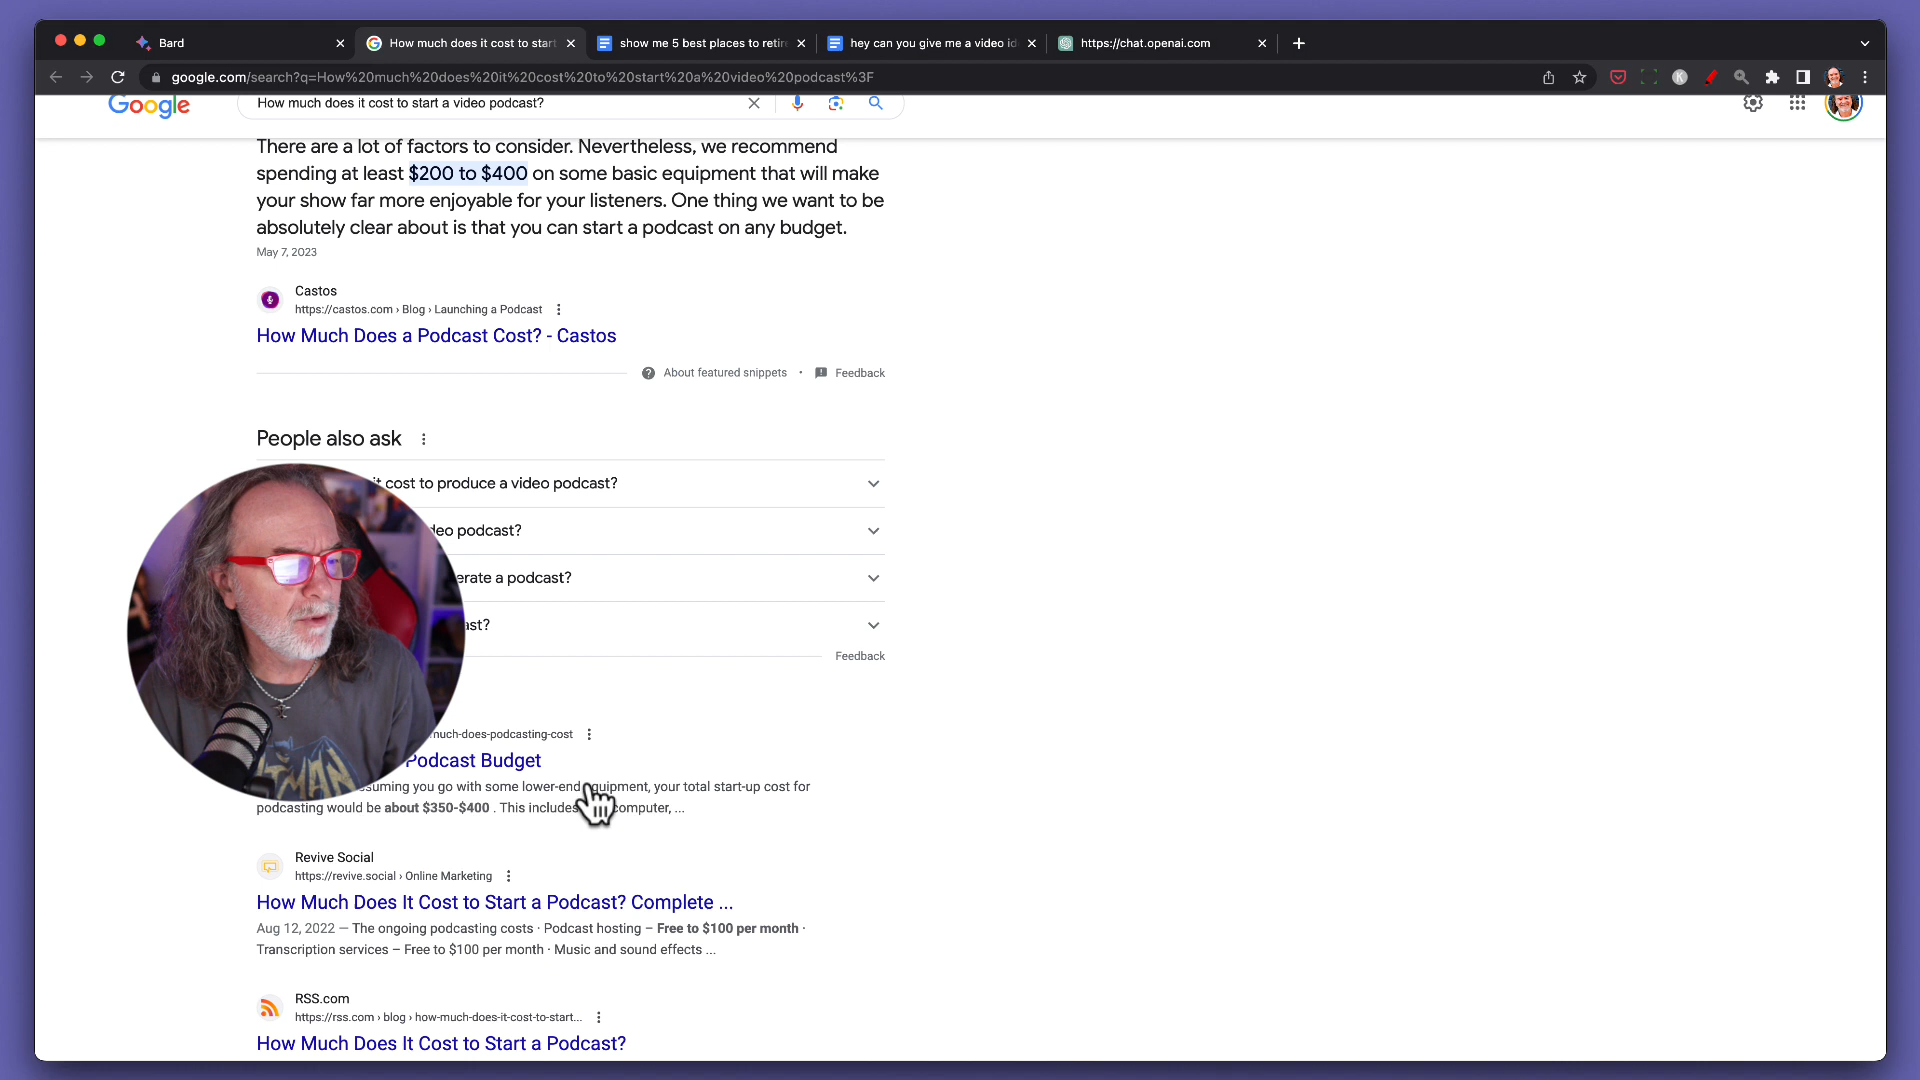 Bard
How much does it cost to start
show me 5 best places to retire
hey can you give me a video id
https://chat.openai.com
google.com/search?q=How%20much%20does%20it%20cost%20to%20start%20a%20video%20podcast%3F
Google
How much does it cost to start a video podcast?
There are a lot of factors to consider. Nevertheless, we recommend
spending at least $200 to $400 on some basic equipment that will make
your show far more enjoyable for your listeners. One thing we want to be
absolutely clear about is that you can start a podcast on any budget.
May 7, 2023
Castos
https://castos.com › Blog › Launching a Podcast
How Much Does a Podcast Cost? - Castos
About featured snippets • Feedback
People also ask
it cost to produce a video podcast?
podcast?
a podcast?
Feedback
much-does-podcasting-cost
Podcast Budget
you go with some lower-end equipment, your total start-up cost for
podcasting would be about $350-$400 . This includes computer, ...
Revive Social
https://revive.social › Online Marketing
How Much Does It Cost to Start a Podcast? Complete ...
Aug 12, 2022 — The ongoing podcasting costs · Podcast hosting – Free to $100 per month ·
Transcription services – Free to $100 per month · Music and sound effects ...
RSS.com
https://rss.com › blog › how-much-does-it-cost-to-start...
How Much Does It Cost to Start a Podcast?